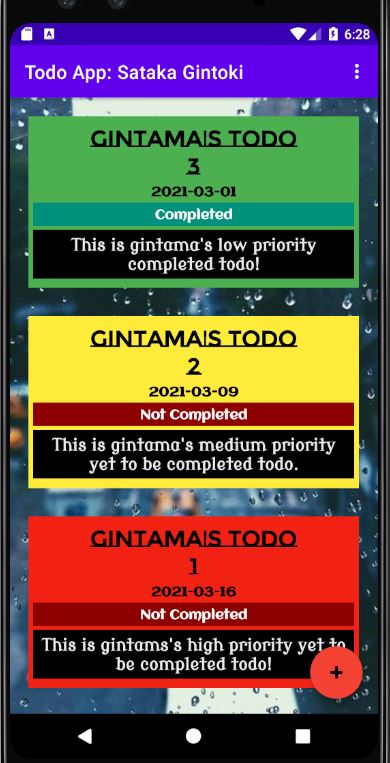 6:28
Todo App: Sataka Gintoki
GINTAMA'S TODO
3
2021-03-01
Completed
This is gintama's low priority
completed todo!
GINTAMA'S TODO
2
2021-03-09
Not Completed
This is gintama's medium priority
yet to be completed todo.
GINTAMA'S TODO
1
2021-03-16
Not Completed
This is gintams's high priority yet to
be completed todo!
+